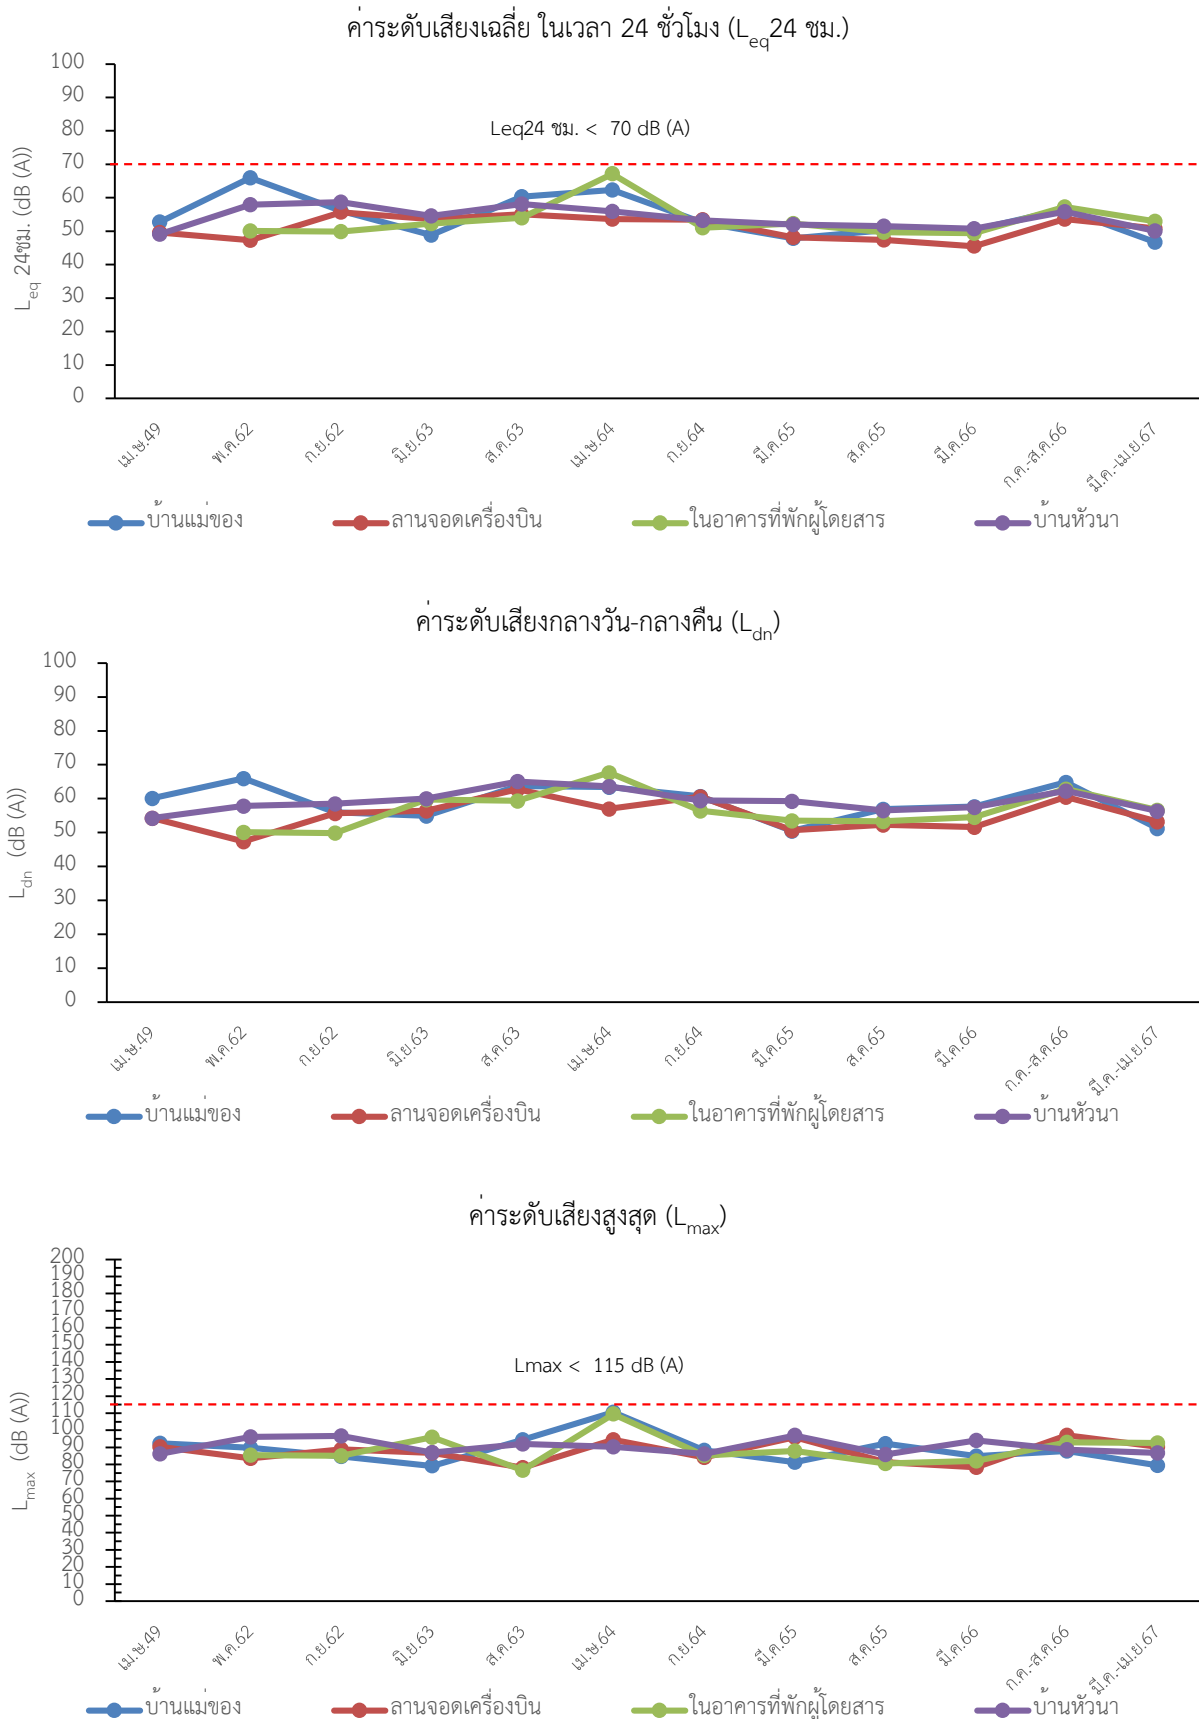 ค่าระดับเสียงเฉลี่ย ในเวลา 24 ชั่วโมง (Leq24 ชม.)
100
90
80
70
60
50
40
30
20
10
0
Leq 24ชม. (dB (A))
Leq24 ชม. < 70 dB (A)
เม.ษ.49
พ.ค.62
ก.ย.62
มิ.ย.63
ส.ค.63
เม.ษ.64
ก.ย.64
มี.ค.65
ส.ค.65
มี.ค.66
ก.ค.-ส.ค.66
มี.ค.-เม.ย.67
บ้านแม่ของ ลานจอดเครื่องบิน ในอาคารที่พักผู้โดยสาร บ้านหัวนา
ค่าระดับเสียงกลางวัน-กลางคืน (Ldn)
100
90
80
70
60
50
40
30
20
10
0
Ldn (dB (A))
เม.ษ.49
พ.ค.62
ก.ย.62
มิ.ย.63
ส.ค.63
เม.ษ.64
ก.ย.64
มี.ค.65
ส.ค.65
มี.ค.66
ก.ค.-ส.ค.66
มี.ค.-เม.ย.67
บ้านแม่ของ ลานจอดเครื่องบิน ในอาคารที่พักผู้โดยสาร บ้านหัวนา
ค่าระดับเสียงสูงสุด (Lmax)
200
190
180
170
160
150
140
130
120
110
100
90
80
70
60
50
40
30
20
10
0
Lmax (dB (A))
Lmax < 115 dB (A)
เม.ษ.49
พ.ค.62
ก.ย.62
มิ.ย.63
ส.ค.63
เม.ษ.64
ก.ย.64
มี.ค.65
ส.ค.65
มี.ค.66
ก.ค.-ส.ค.66
มี.ค.-เม.ย.67
บ้านแม่ของ ลานจอดเครื่องบิน ในอาคารที่พักผู้โดยสาร บ้านหัวนา